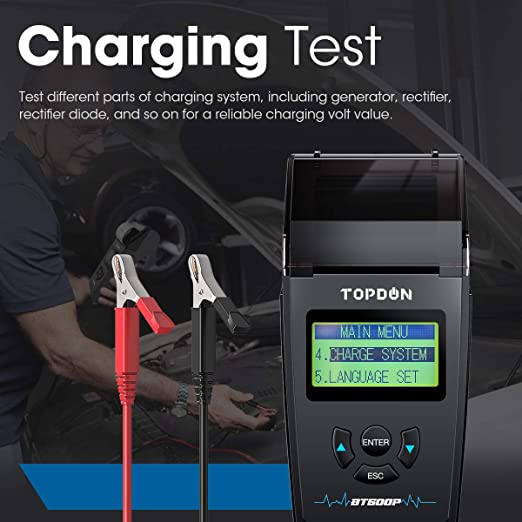 Charging Test
Test different parts of charging system, including generator, rectifier,
rectifier diode, and so on for a reliable charging volt value.
TOPDON
MAIN MENU
4.CHARGE SYSTEM
5.LANGUAGE SET
ENTER
ESC
BT600P